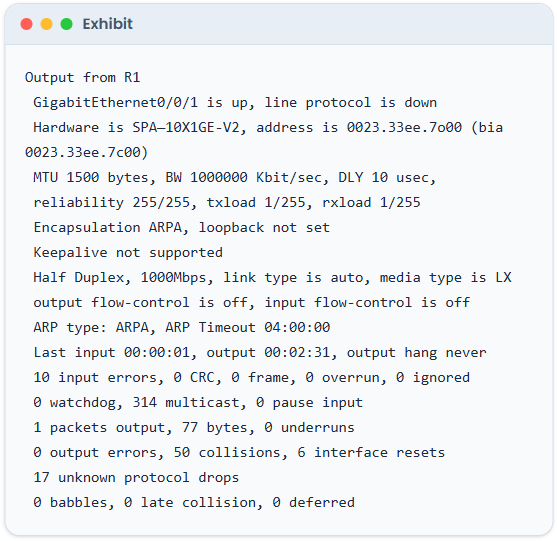 Exhibit
Output from R1
GigabitEthernet0/0/1 is up, line protocol is down
Hardware is SPA–10X1GE-V2, address is 0023.33ee.7o00 (bia
0023.33ee.7c00)
MTU 1500 bytes, BW 1000000 Kbit/sec, DLY 10 usec,
reliability 255/255, txload 1/255, rxload 1/255
Encapsulation ARPA, loopback not set
Keepalive not supported
Half Duplex, 1000Mbps, link type is auto, media type is LX
output flow-control is off, input flow-control is off
ARP type: ARPA, ARP Timeout 04:00:00
Last input 00:00:01, output 00:02:31, output hang never
10 input errors, 0 CRC, 0 frame, 0 overrun, 0 ignored
0 watchdog, 314 multicast, 0 pause input
1 packets output, 77 bytes, 0 underruns
0 output errors, 50 collisions, 6 interface resets
17 unknown protocol drops
0 babbles, 0 late collision, 0 deferred